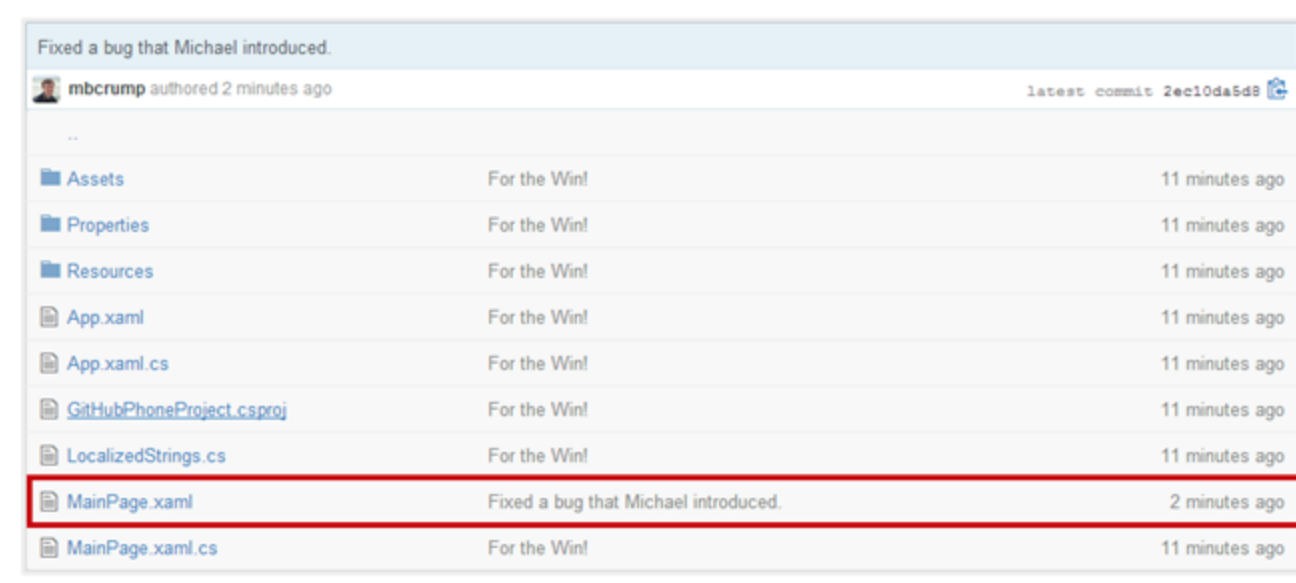 Fixed a bug that Michael introduced.
mbcrump authored 2 minutes ago latest commit 2ec10da5d8
..
Assets For the Win! 11 minutes ago
Properties For the Win! 11 minutes ago
Resources For the Win! 11 minutes ago
App.xaml For the Win! 11 minutes ago
App.xaml.cs For the Win! 11 minutes ago
GitHubPhoneProject.csproj For the Win! 11 minutes ago
LocalizedStrings.cs For the Win! 11 minutes ago
MainPage.xaml Fixed a bug that Michael introduced. 2 minutes ago
MainPage.xaml.cs For the Win! 11 minutes ago